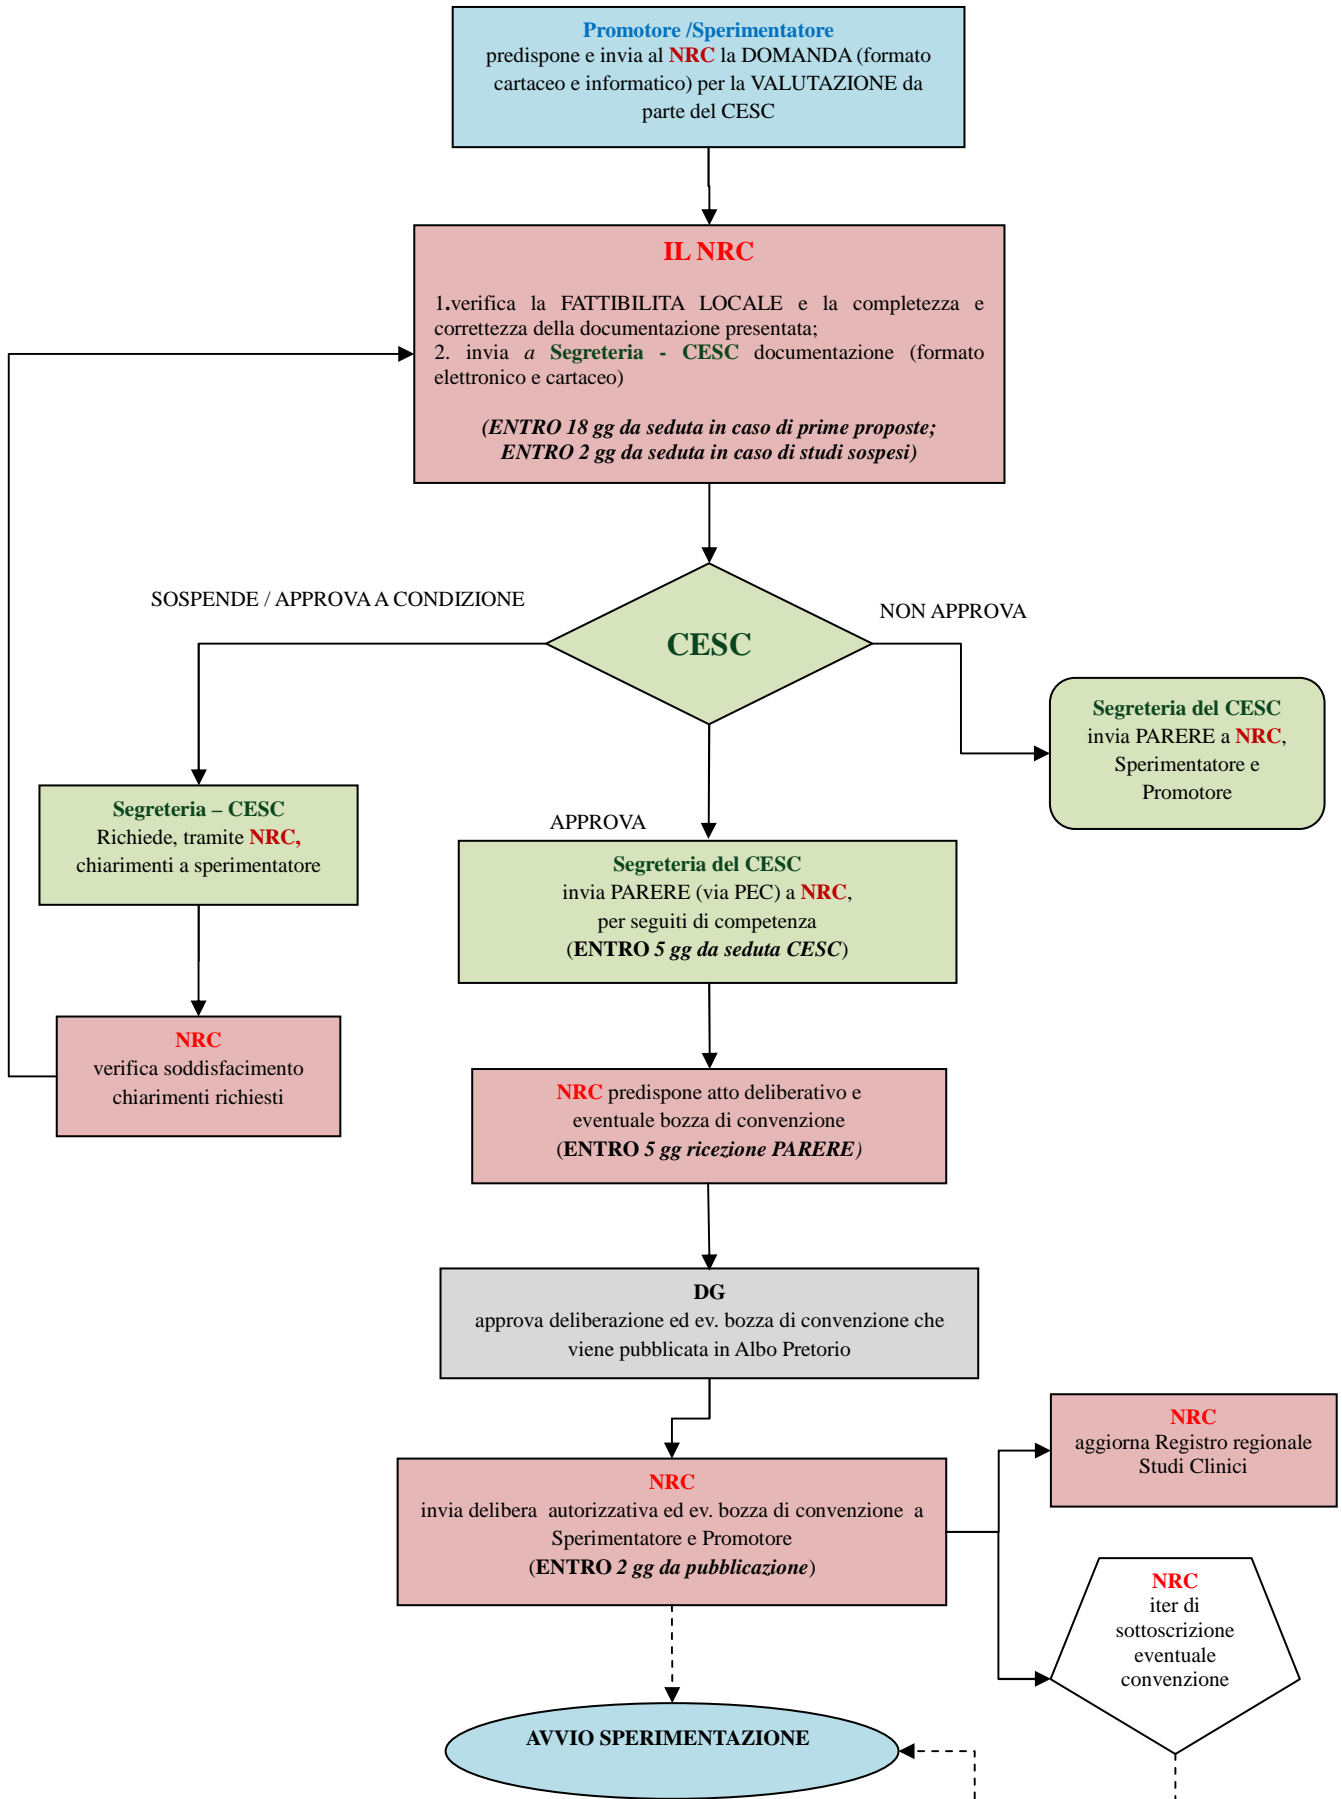 Promotore /Sperimentatore
predispone e invia al NRC la DOMANDA (formato
cartaceo e informatico) per la VALUTAZIONE da
parte del CESC
IL NRC
1.verifica la FATTIBILITA LOCALE e la completezza e
correttezza della documentazione presentata;
2. invia a Segreteria - CESC documentazione (formato
elettronico e cartaceo)
(ENTRO 18 gg da seduta in caso di prime proposte;
ENTRO 2 gg da seduta in caso di studi sospesi)
SOSPENDE / APPROVA A CONDIZIONE
NON APPROVA
CESC
Segreteria del CESC
invia PARERE a NRC,
Sperimentatore e
Promotore
Segreteria – CESC
Richiede, tramite NRC,
chiarimenti a sperimentatore
APPROVA
Segreteria del CESC
invia PARERE (via PEC) a NRC,
per seguiti di competenza
(ENTRO 5 gg da seduta CESC)
NRC
verifica soddisfacimento
chiarimenti richiesti
NRC predispone atto deliberativo e
eventuale bozza di convenzione
(ENTRO 5 gg ricezione PARERE)
DG
approva deliberazione ed ev. bozza di convenzione che
viene pubblicata in Albo Pretorio
NRC
aggiorna Registro regionale
Studi Clinici
NRC
invia delibera autorizzativa ed ev. bozza di convenzione a
Sperimentatore e Promotore
(ENTRO 2 gg da pubblicazione)
NRC
iter di
sottoscrizione
eventuale
convenzione
AVVIO SPERIMENTAZIONE